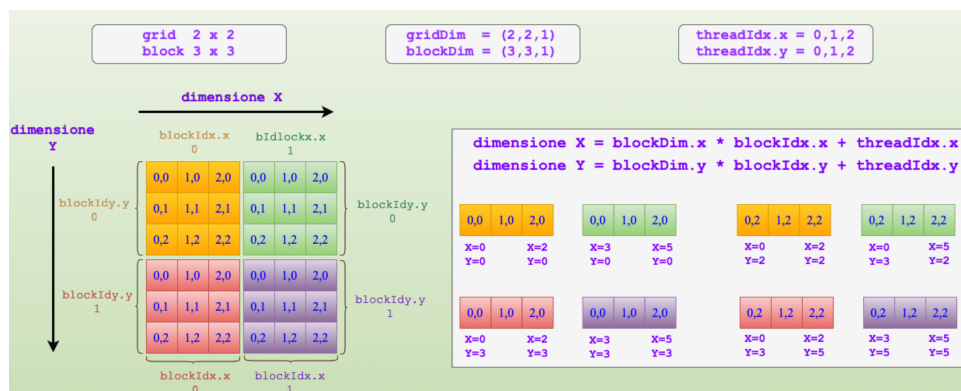 grid 2 x 2
block 3 x 3
gridDim = (2,2,1)
blockDim = (3,3,1)
threadIdx.x = 0,1,2
threadIdx.y = 0,1,2
dimensione X
dimensione
Y
blockIdx.x
0
bIdlockx.x
1
blockIdy.y
0
0,0 1,0 2,0 0,0 1,0 2,0
0,1 1,1 2,1 0,1 1,1 2,1
0,2 1,2 2,2 0,2 1,2 2,2
blockIdy.y
0
blockIdy.y
1
0,0 1,0 2,0 0,0 1,0 2,0
0,1 1,1 2,1 0,1 1,1 2,1
0,2 1,2 2,2 0,2 1,2 2,2
blockIdy.y
1
blockIdx.x
0
blockIdx.x
1
dimensione X = blockDim.x * blockIdx.x + threadIdx.x
dimensione Y = blockDim.y * blockIdx.y + threadIdx.y
0,0 1,0 2,0 0,0 1,0 2,0 0,2 1,2 2,2 0,2 1,2 2,2
X=0 X=2 X=3 X=5 X=0 X=2 X=0 X=5
Y=0 Y=0 Y=0 Y=0 Y=2 Y=2 Y=3 Y=2
0,0 1,0 2,0 0,0 1,0 2,0 0,2 1,2 2,2 0,2 1,2 2,2
X=0 X=2 X=3 X=5 X=0 X=2 X=3 X=5
Y=3 Y=3 Y=3 Y=3 Y=3 Y=5 Y=5 Y=5